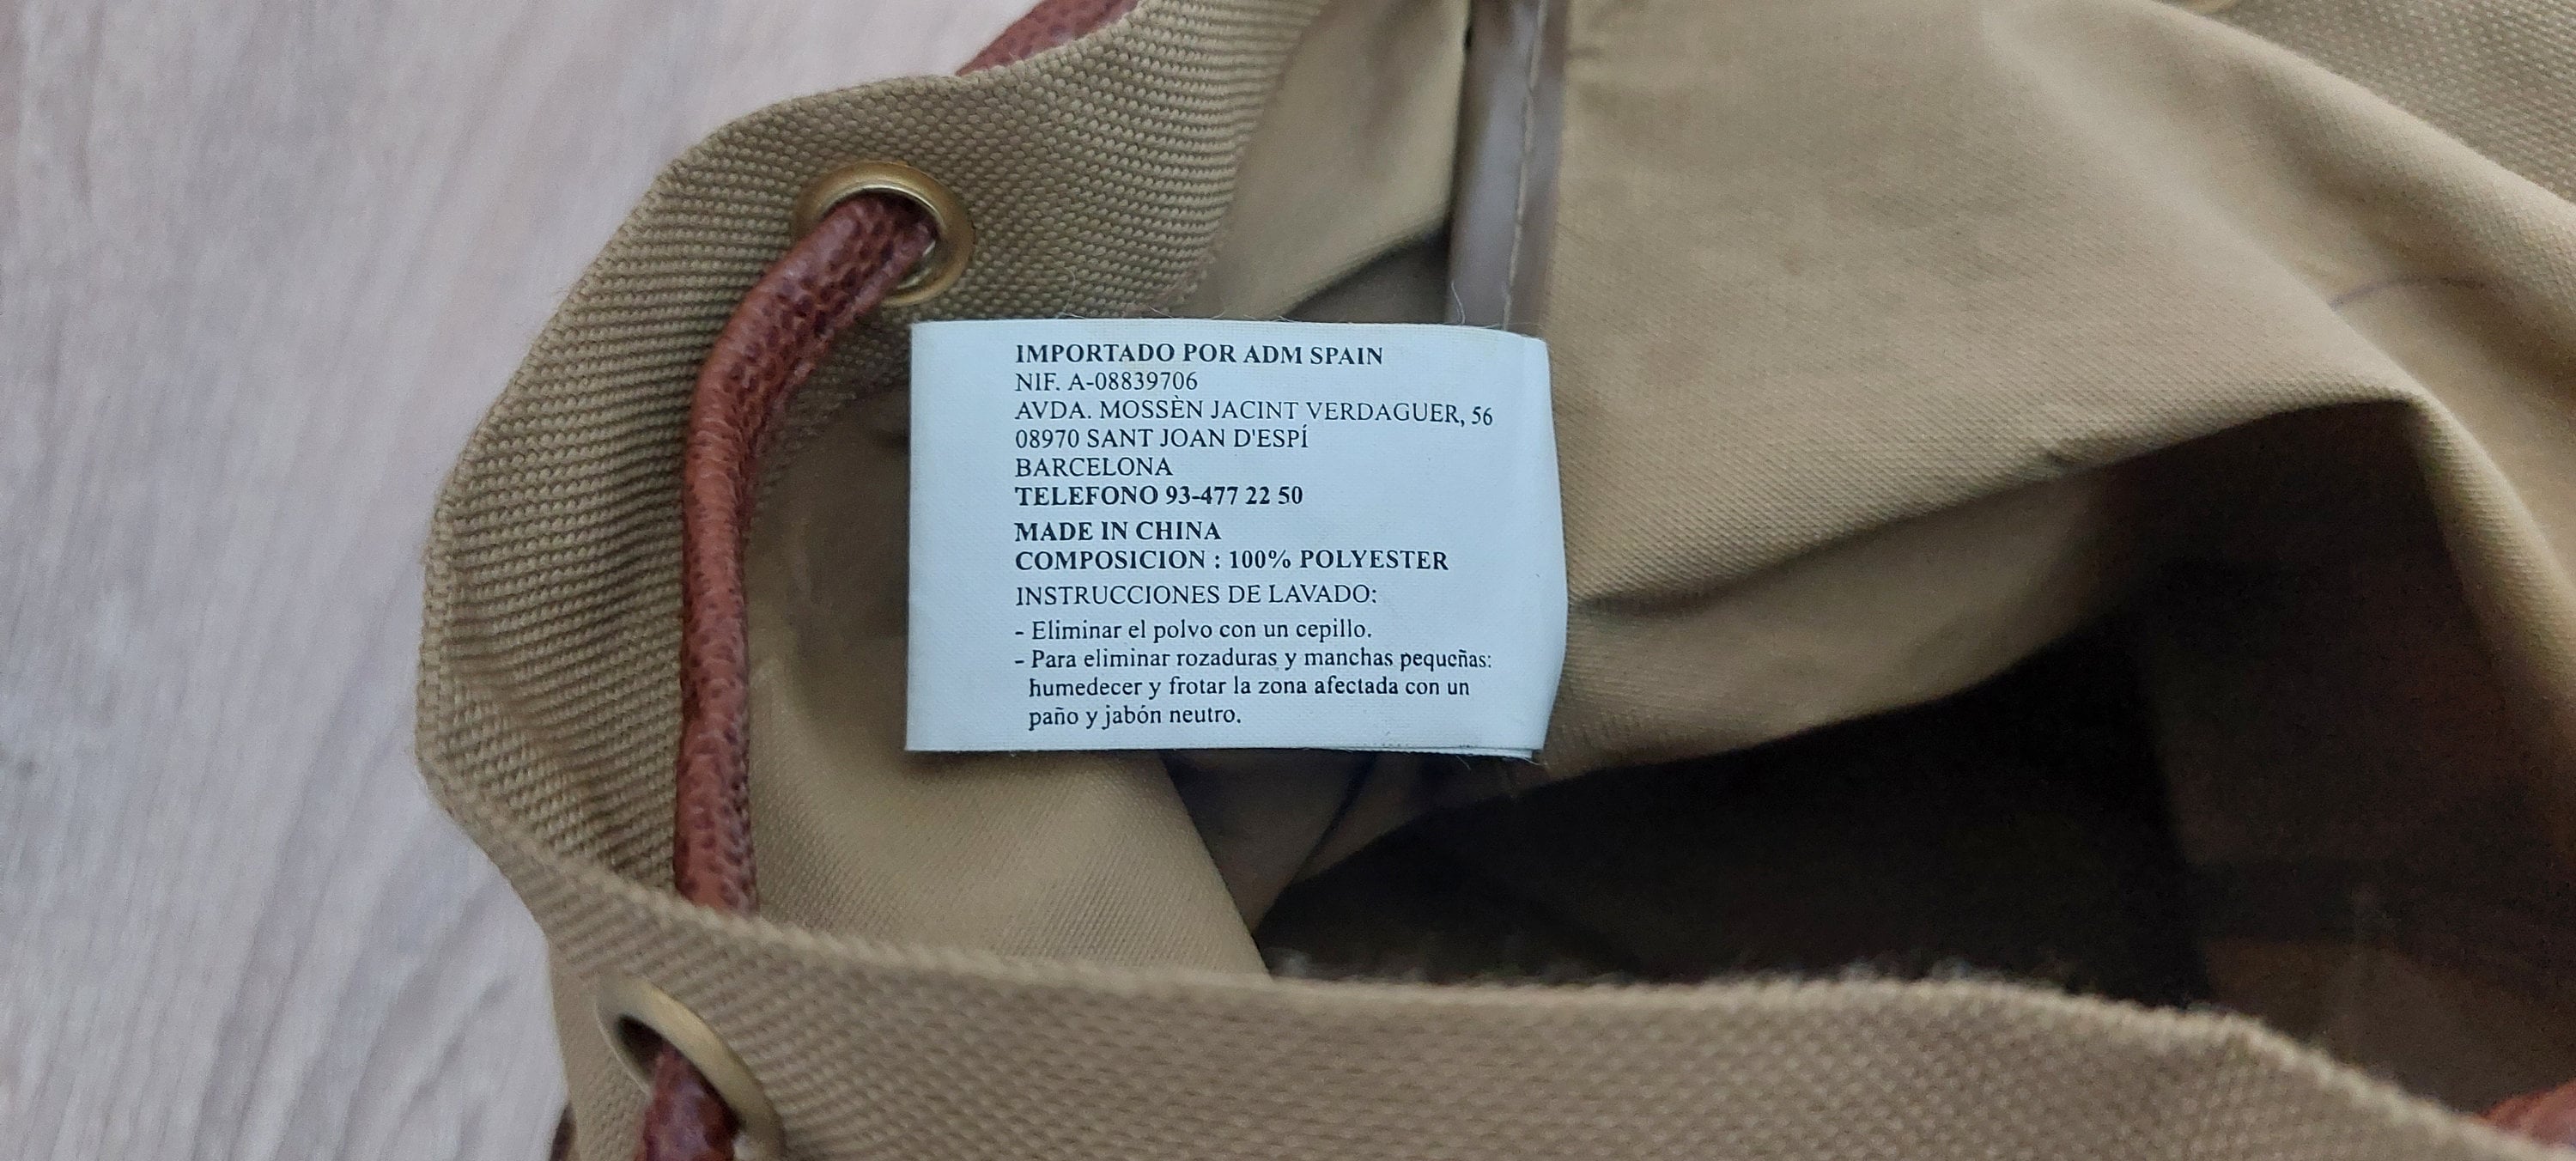 IMPORTADO POR ADM SPAIN
NIF. A-08839706
AVDA. MOSSÈN JACINT VERDAGUER, 56
08970 SANT JOAN D'ESPÍ
BARCELONA
TELEFONO 93-477 22 50
MADE IN CHINA
COMPOSICION : 100% POLYESTER
INSTRUCCIONES DE LAVADO:
- Eliminar el polvo con un cepillo.
- Para eliminar rozaduras y manchas pequeñas:
humedecer y frotar la zona afectada con un
paño y jabón neutro.